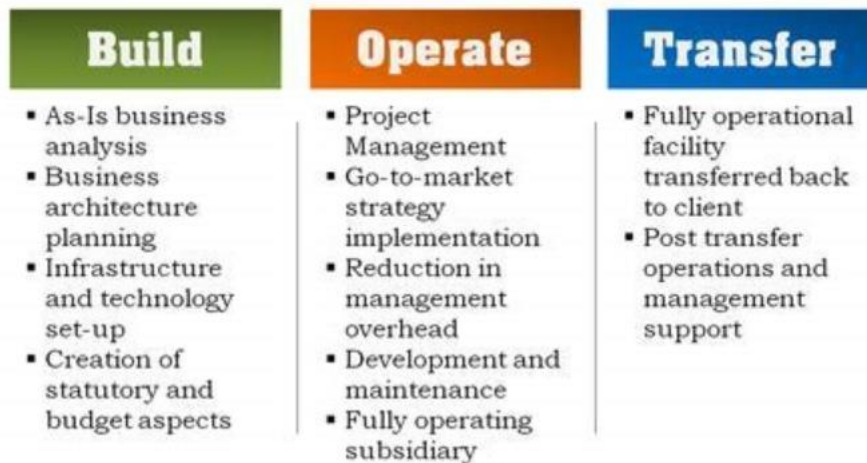 Build
▪ As-Is business
analysis
▪ Business
architecture
planning
▪ Infrastructure
and technology
set-up
▪ Creation of
statutory and
budget aspects
Operate
▪ Project
Management
▪ Go-to-market
strategy
implementation
▪ Reduction in
management
overhead
▪ Development and
maintenance
▪ Fully operating
subsidiary
Transfer
▪ Fully operational
facility
transferred back
to client
▪ Post transfer
operations and
management
support